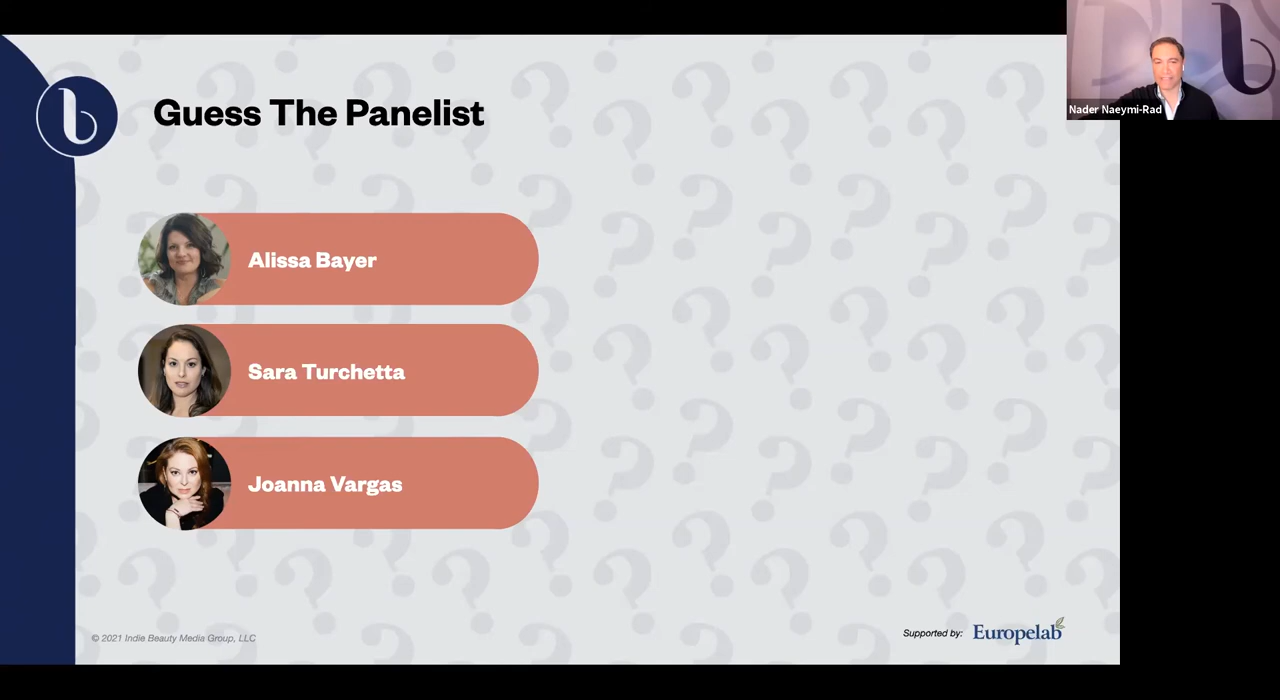 Nader Naeymi-Rad
Guess The Panelist
Alissa Bayer
Sara Turchetta
Joanna Vargas
© 2021 Indie Beauty Media Group, LLC
Supported by: Europelab